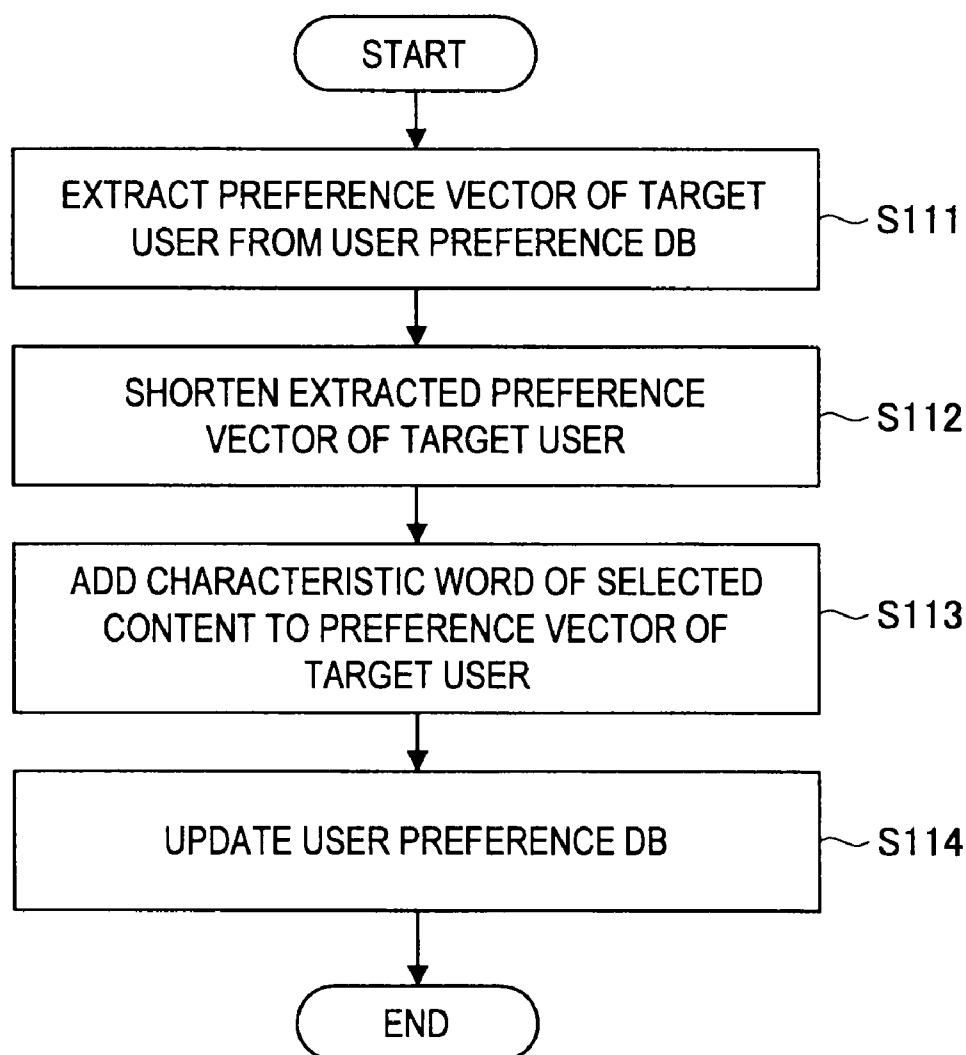 START
EXTRACT PREFERENCE VECTOR OF TARGET
USER FROM USER PREFERENCE DB
S111
SHORTEN EXTRACTED PREFERENCE
VECTOR OF TARGET USER
S112
ADD CHARACTERISTIC WORD OF SELECTED
CONTENT TO PREFERENCE VECTOR OF
TARGET USER
S113
UPDATE USER PREFERENCE DB
S114
END